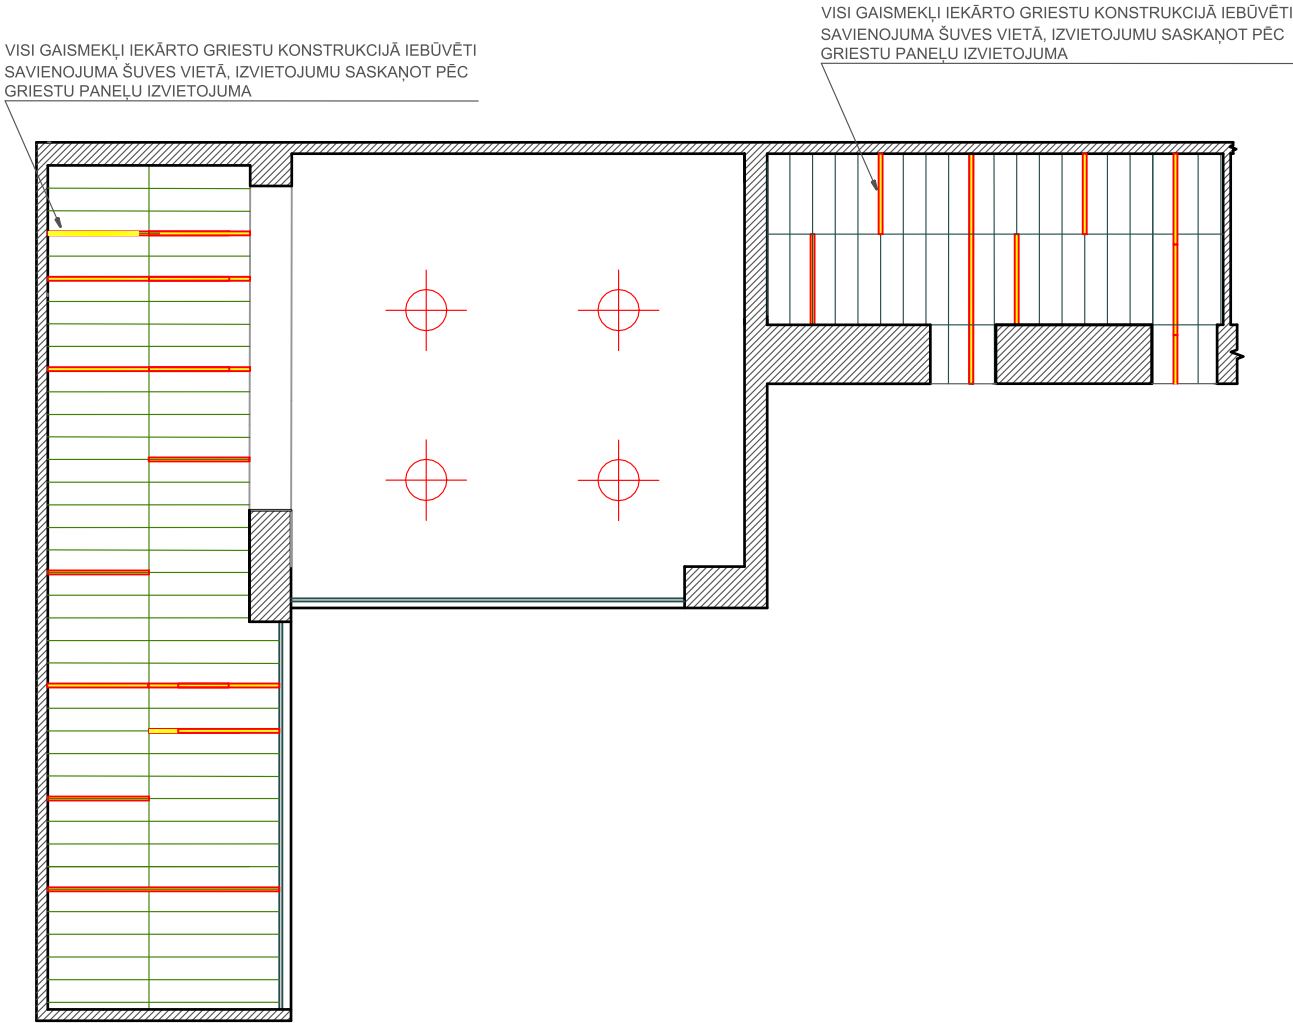 VISI GAISMEKĻI IEKĀRTO GRIESTU KONSTRUKCIJĀ IEBŪVĒTI
SAVIENOJUMA ŠUVES VIETĀ, IZVIETOJUMU SASKAŅOT PĒC
GRIESTU PANEĻU IZVIETOJUMA
VISI GAISMEKĻI IEKĀRTO GRIESTU KONSTRUKCIJĀ IEBŪVĒTI
SAVIENOJUMA ŠUVES VIETĀ, IZVIETOJUMU SASKAŅOT PĒC
GRIESTU PANEĻU IZVIETOJUMA